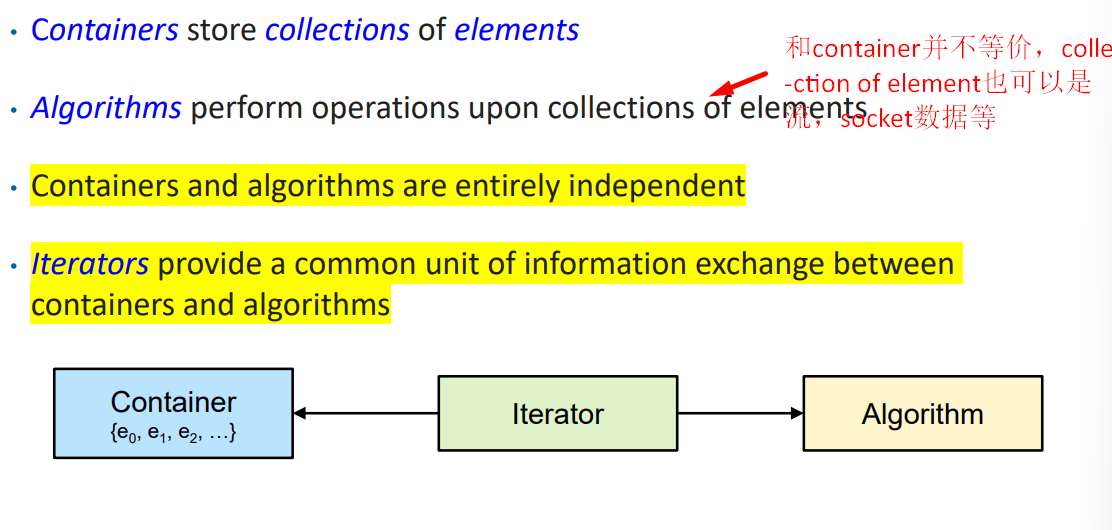 • Containers store collections of elements
和container并不等价，colle
-ction of element也可以是
流，socket数据等
• Algorithms perform operations upon collections of elements
• Containers and algorithms are entirely independent
• Iterators provide a common unit of information exchange between
containers and algorithms
Container
{e₀, e₁, e₂, …}
Iterator
Algorithm